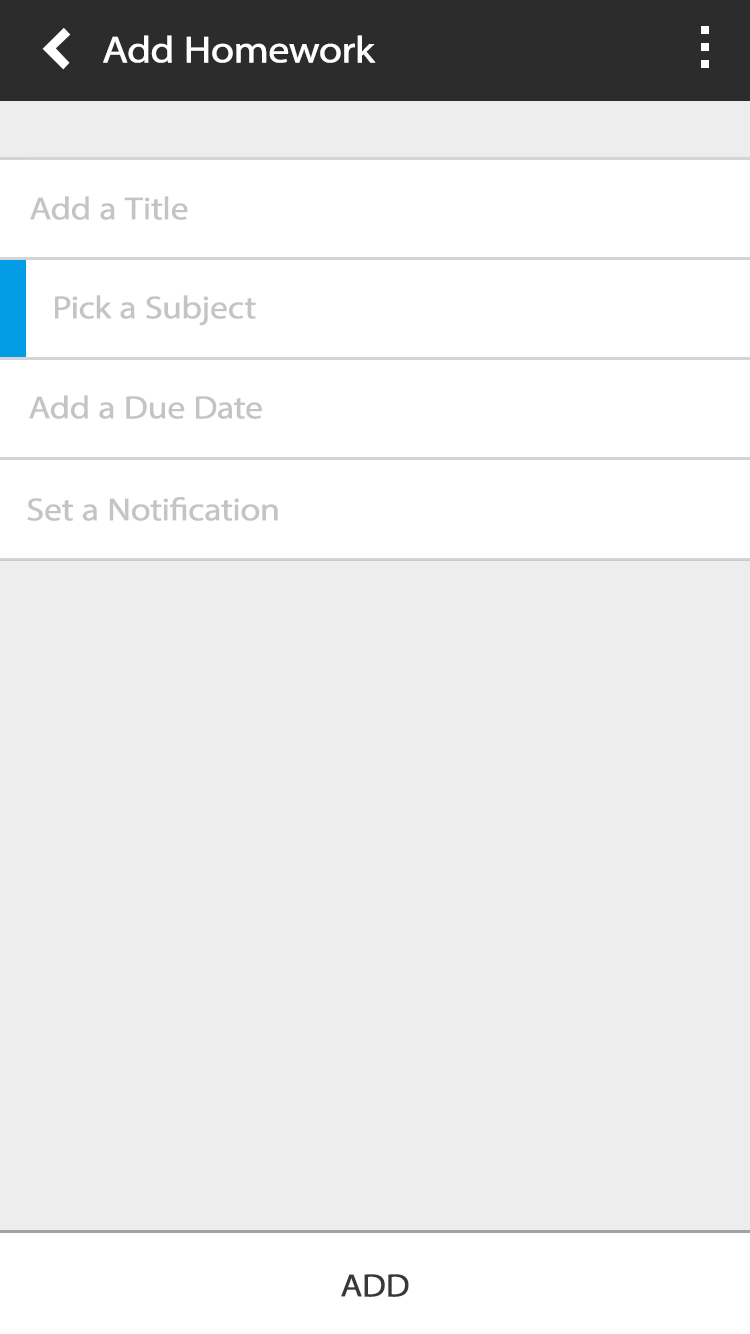 Add Homework
Add a Title
Pick a Subject
Add a Due Date
Set a Notification
ADD